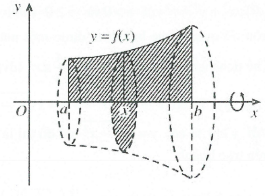 y
y = f(x)
O a x b x